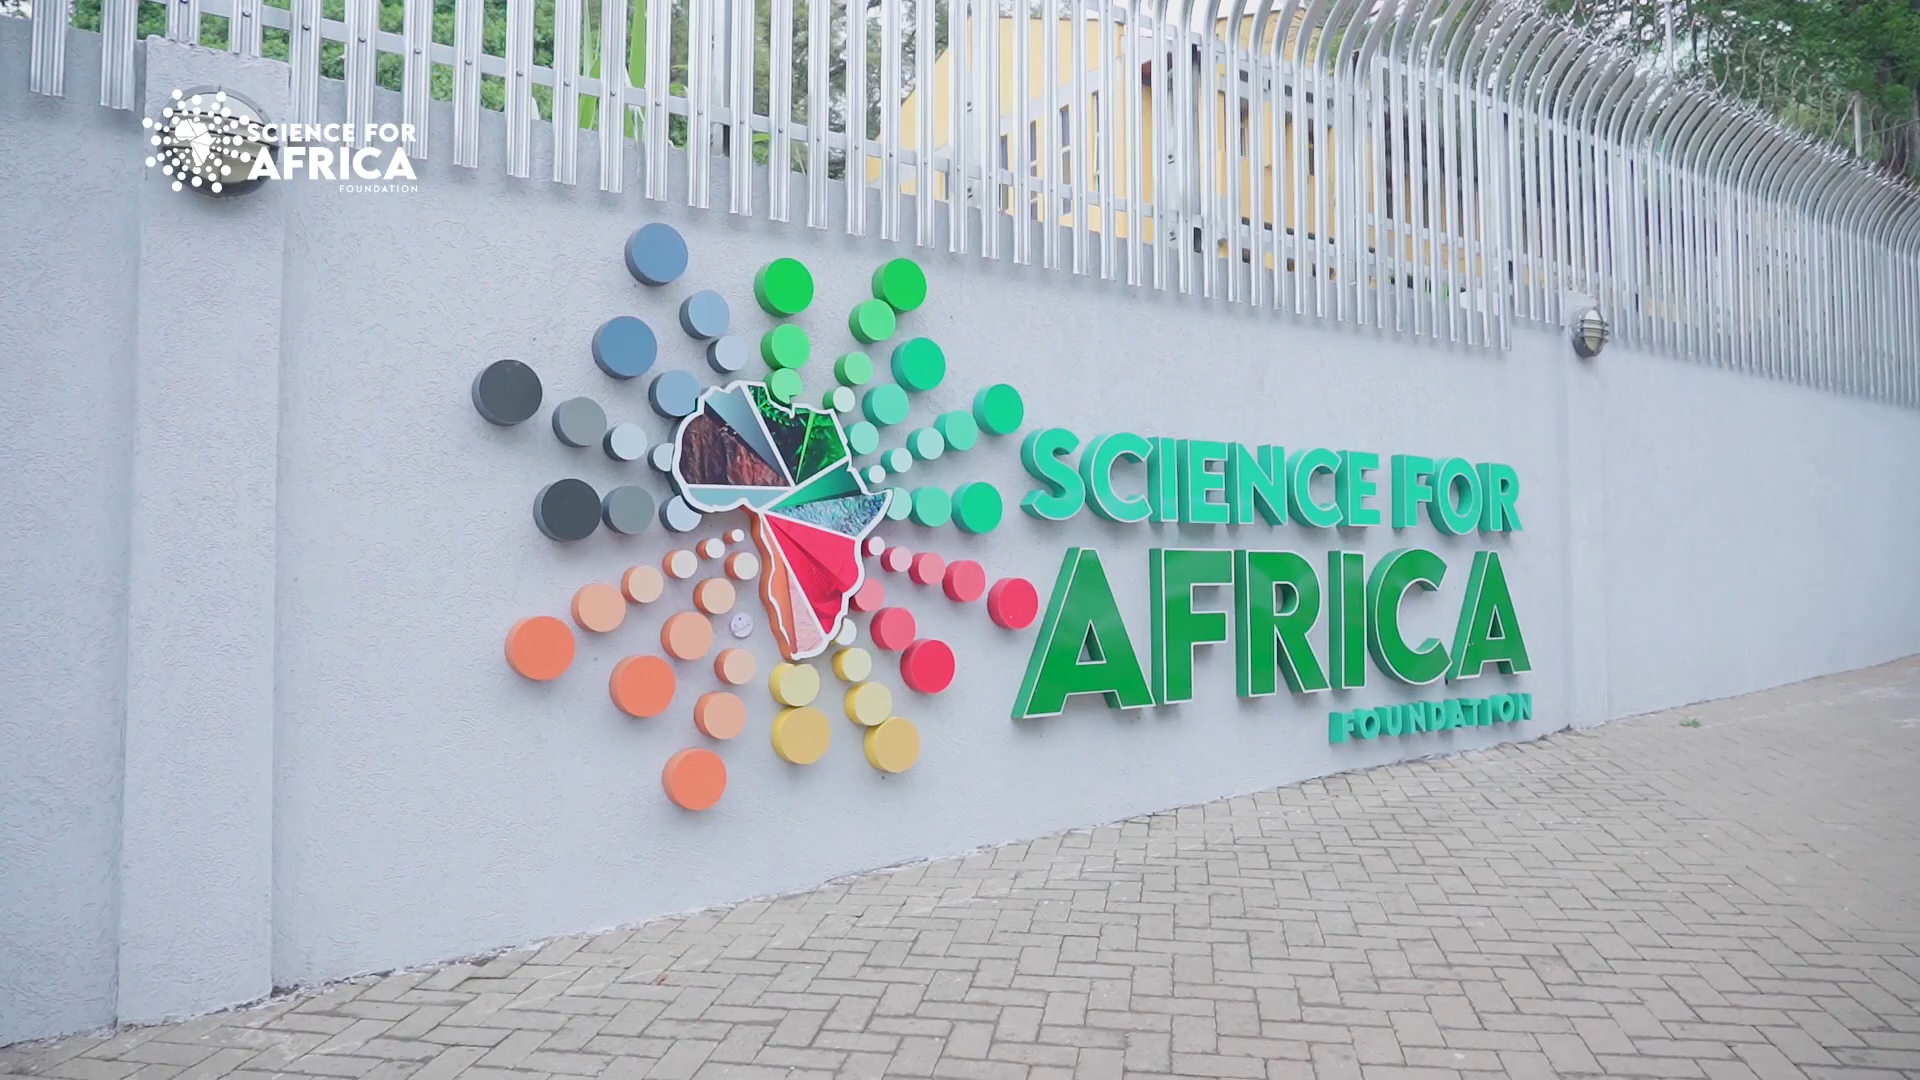 SCIENCE FOR
AFRICA
FOUNDATION
SCIENCE FOR
AFRICA
FOUNDATION